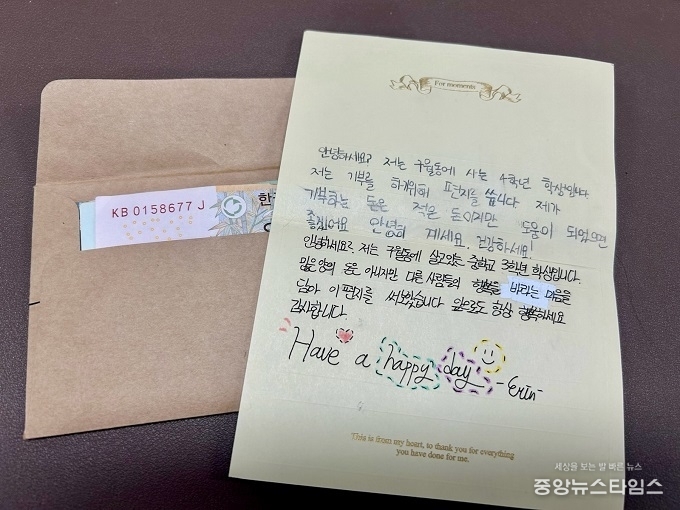 KB 0158677 J
한
For moments
안녕하세요? 저는 구월동에 사는 4학년 학생입니다
저는 기부를 하기위해 편지를 씁니다 제가
기부하는 돈은 적은 돈이지만 도움이 되었으면
좋겠어요 안녕히 계세요. 건강하세요!
안녕하세요?. 저는 구월동에 살고있는 중학교 3학년 학생입니다.
많은양의 돈은 아니지만 다른 사람들의 행복을 바라는 마음을
담아 이 편지를 써보았습니다 앞으로도 항상 행복하세요
감사합니다.
Have a happy day -Erin-
This is from my heart, to thank you for everything
you have done for me.
세상을 보는 발 빠른 뉴스
중앙뉴스타임스